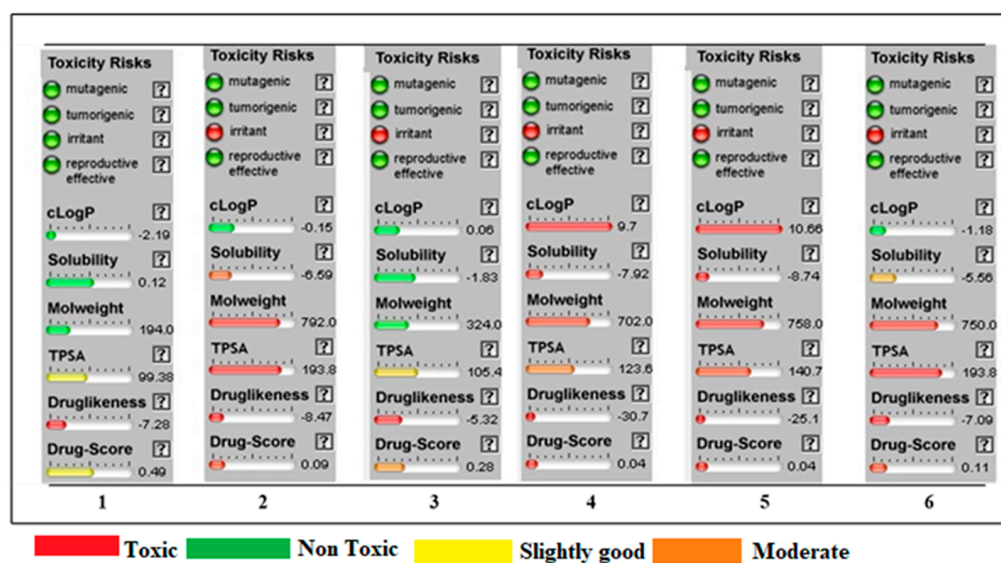 Toxicity Risks
mutagenic ?
tumorigenic ?
irritant ?
reproductive ?
effective
cLogP ?
-2.19
Solubility ?
0.12
Molweight ?
194.0
TPSA ?
99.38
Druglikeness ?
-7.28
Drug-Score ?
0.49
1
Toxicity Risks
mutagenic ?
tumorigenic ?
irritant ?
reproductive ?
effective
cLogP ?
-0.15
Solubility ?
-6.59
Molweight ?
792.0
TPSA ?
193.8
Druglikeness ?
-8.47
Drug-Score ?
0.09
2
Toxicity Risks
mutagenic ?
tumorigenic ?
irritant ?
reproductive ?
effective
cLogP ?
0.06
Solubility ?
-1.83
Molweight ?
324.0
TPSA ?
105.4
Druglikeness ?
-5.32
Drug-Score ?
0.28
3
Toxicity Risks
mutagenic ?
tumorigenic ?
irritant ?
reproductive ?
effective
cLogP ?
9.7
Solubility ?
-7.92
Molweight ?
702.0
TPSA ?
123.6
Druglikeness ?
-30.7
Drug-Score ?
0.04
4
Toxicity Risks
mutagenic ?
tumorigenic ?
irritant ?
reproductive ?
effective
cLogP ?
10.66
Solubility ?
-8.74
Molweight ?
758.0
TPSA ?
140.7
Druglikeness ?
-25.1
Drug-Score ?
0.04
5
Toxicity Risks
mutagenic ?
tumorigenic ?
irritant ?
reproductive ?
effective
cLogP ?
-1.18
Solubility ?
-5.56
Molweight ?
750.0
TPSA ?
193.8
Druglikeness ?
-7.09
Drug-Score ?
0.11
6
Toxic Non Toxic Slightly good Moderate